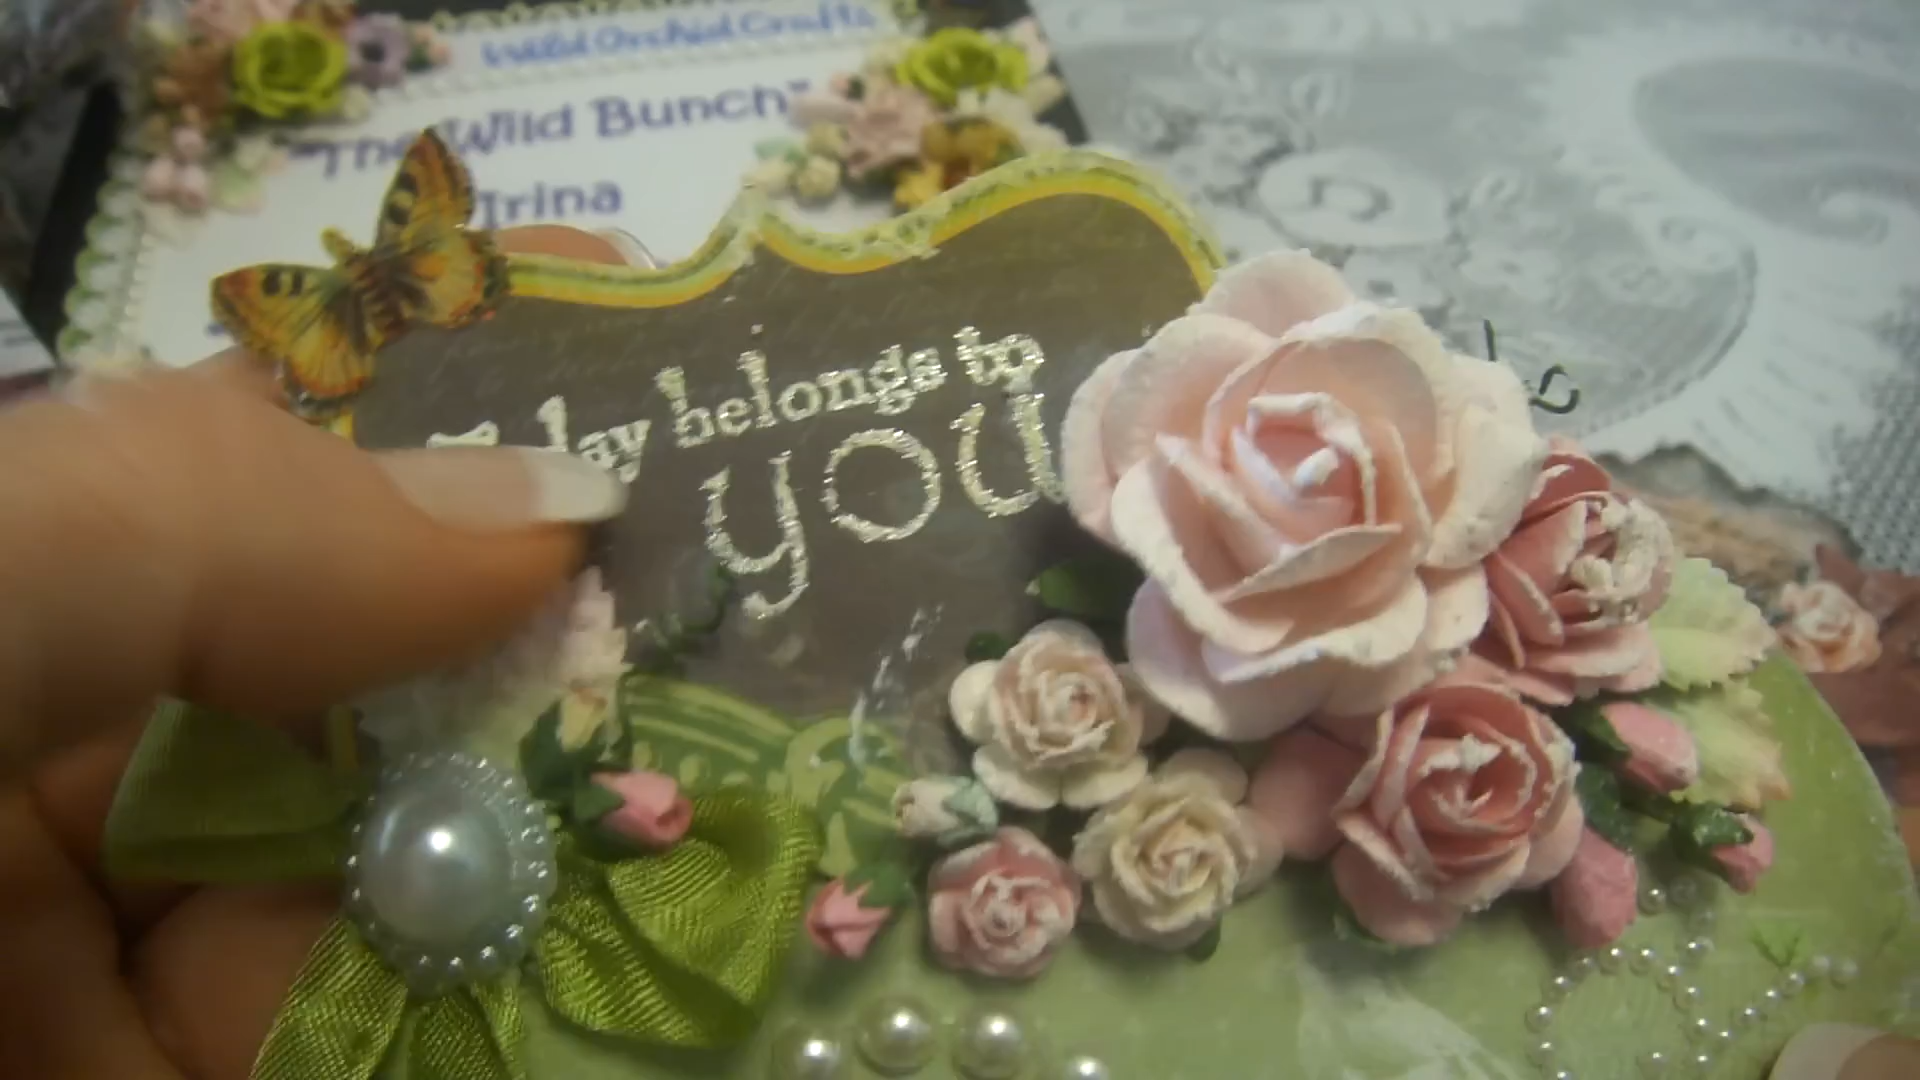 Wild Orchid Crafts
"The Wild Bunch"
Irina
day belongs to
you